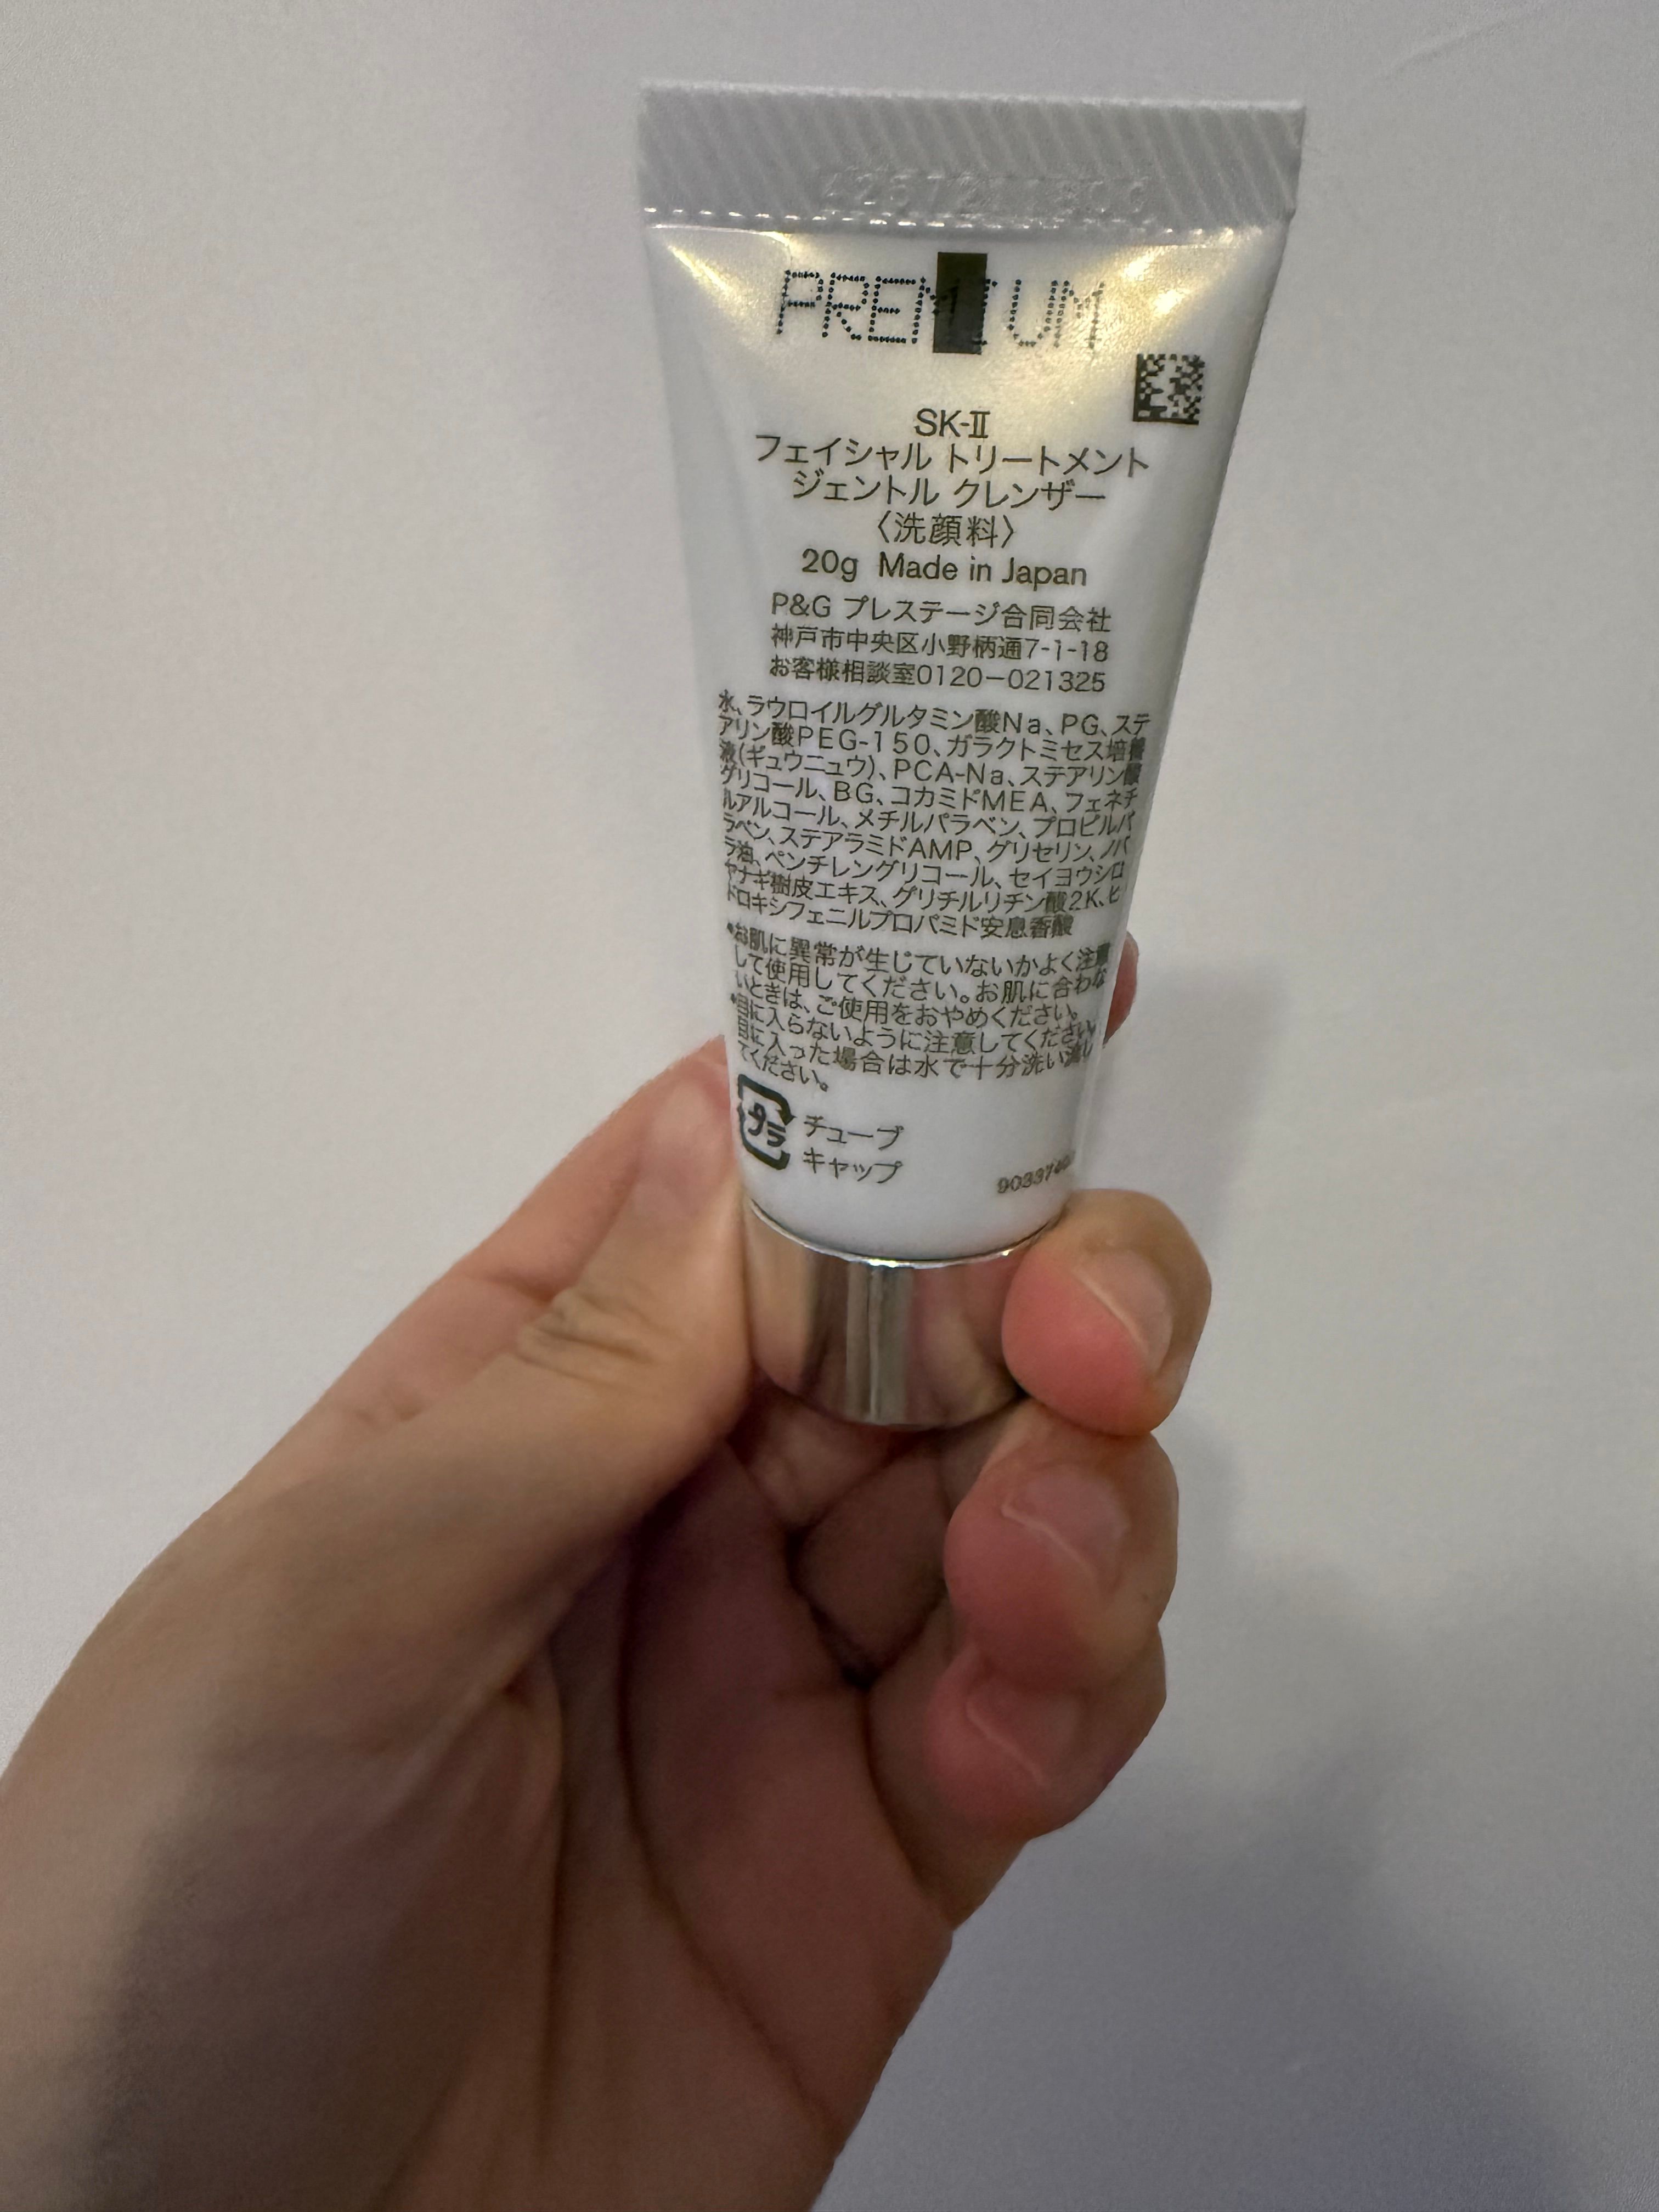 PREMIUM
SK-II
フェイシャル トリートメント
ジェントル クレンザー
〈洗顔料〉
20g Made in Japan
P&G プレステージ合同会社
神戸市中央区小野柄通7-1-18
お客様相談室0120−021325
水、ラウロイルグルタミン酸Na、PG、ステ
アリン酸PEG-150、ガラクトミセス培養
液(ギュウニュウ)、PCA-Na、ステアリン酸
グリコール、BG、コカミドMEA、フェネチ
ルアルコール、メチルパラベン、プロピルパ
ラベン、ステアラミドAMP、グリセリン、ノバ
ラ油、ペンチレングリコール、セイヨウシロ
ヤナギ樹皮エキス、グリチルリチン酸2K、ヒ
ドロキシフェニルプロパミド安息香酸
•お肌に異常が生じていないかよく注意
して使用してください。お肌に合わな
いときは、ご使用をおやめください。
•目に入らないように注意してください。
目に入った場合は水で十分洗い流し
てください。
プラ
チューブ
キャップ